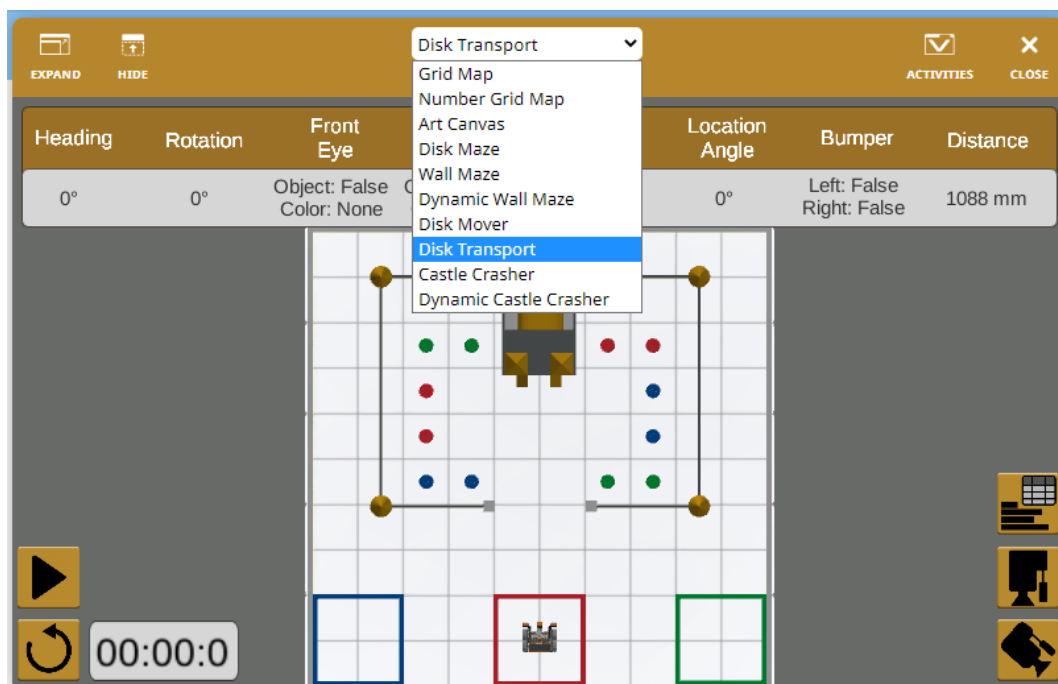 Disk Transport
EXPAND
HIDE
ACTIVITIES
CLOSE
Grid Map
Number Grid Map
Art Canvas
Disk Maze
Wall Maze
Dynamic Wall Maze
Disk Mover
Disk Transport
Castle Crasher
Dynamic Castle Crasher
Heading
Rotation
Front
Eye
Location
Angle
Bumper
Distance
0°
0°
Object: False
Color: None
0°
Left: False
Right: False
1088 mm
00:00:0